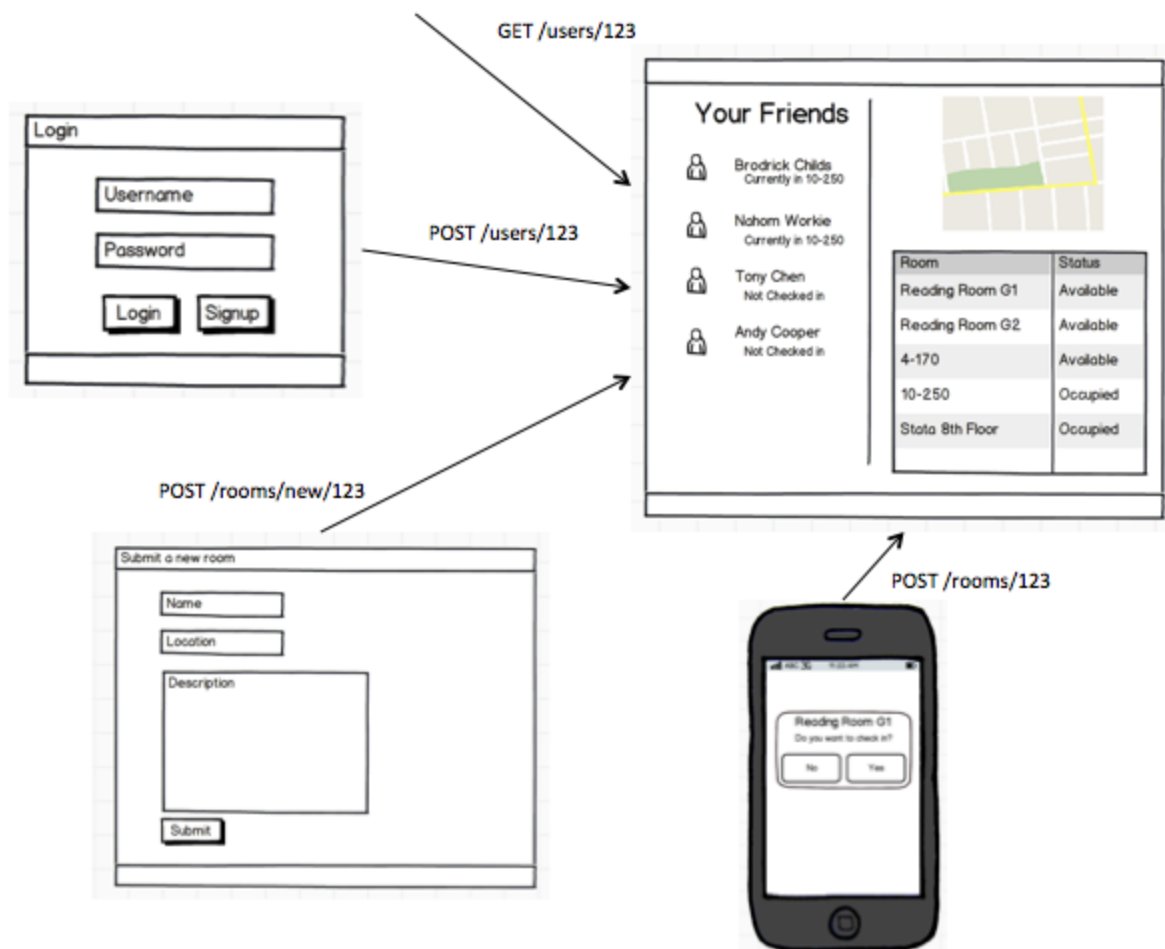 GET /users/123
Login
Username
Password
Login
Signup
POST /users/123
Your Friends
Brodrick Childs
Currently in 10-250
Nahom Workie
Currently in 10-250
Tony Chen
Not Checked in
Andy Cooper
Not Checked in
Room Status
Reading Room G1 Available
Reading Room G2 Available
4-170 Available
10-250 Occupied
Stata 8th Floor Occupied
POST /rooms/new/123
Submit a new room
Name
Location
Description
Submit
POST /rooms/123
ABC 3G
Reading Room G1
Do you want to check in?
No
Yes